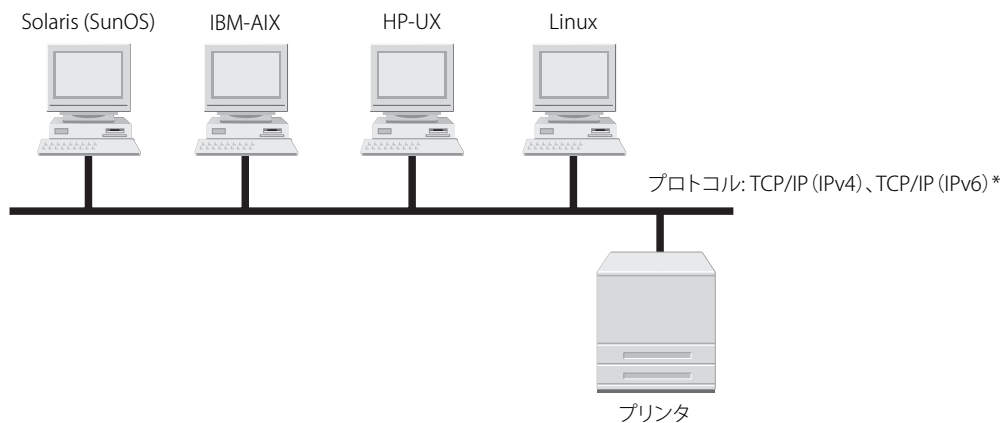 Solaris (SunOS)
IBM-AIX
HP-UX
Linux
プロトコル: TCP/IP（IPv4）、TCP/IP（IPv6）*
プリンタ